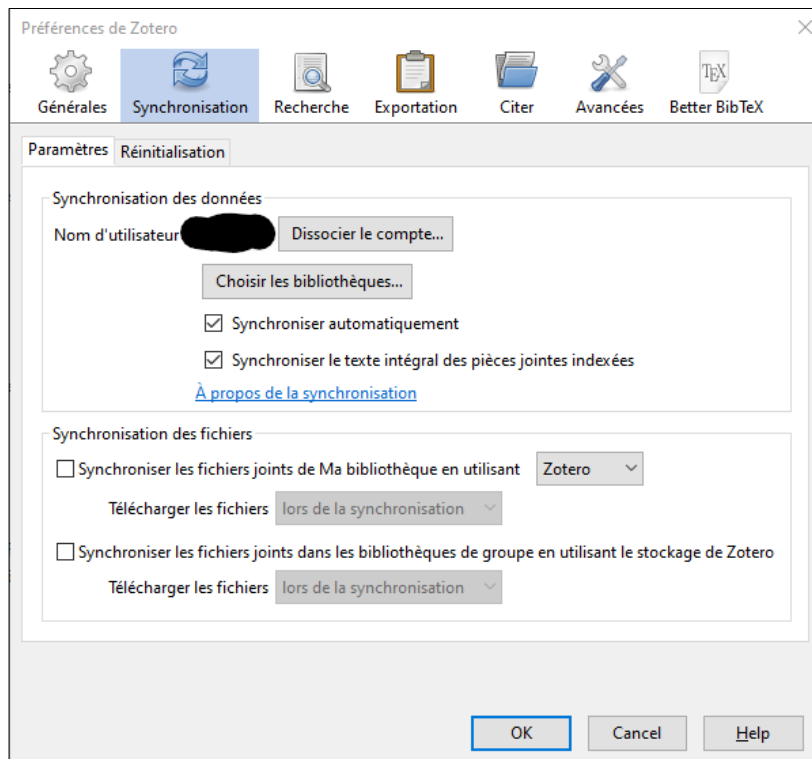 Préférences de Zotero
Générales Synchronisation Recherche Exportation Citer Avancées Better BibTeX
TEX
Paramètres Réinitialisation
Synchronisation des données
Nom d'utilisateur Dissocier le compte...
Choisir les bibliothèques...
Synchroniser automatiquement
Synchroniser le texte intégral des pièces jointes indexées
À propos de la synchronisation
Synchronisation des fichiers
Synchroniser les fichiers joints de Ma bibliothèque en utilisant Zotero
Télécharger les fichiers lors de la synchronisation
Synchroniser les fichiers joints dans les bibliothèques de groupe en utilisant le stockage de Zotero
Télécharger les fichiers lors de la synchronisation
OK Cancel Help